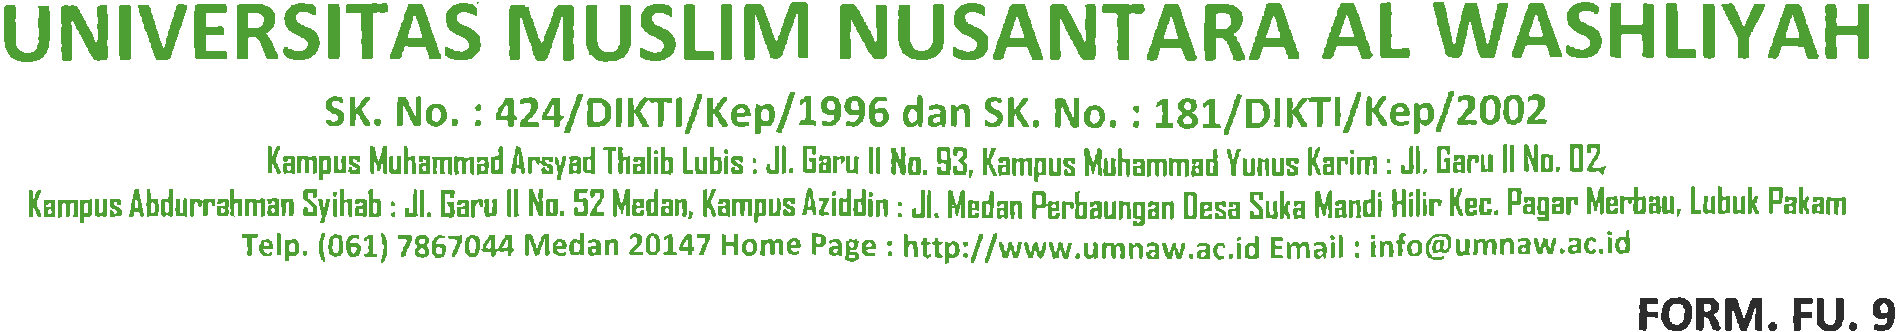 UNIVERSITAS MUSLIM NUSANTARA AL WASHLIYAH
SK. No. : 424/DIKTI/Kep/1996 dan SK. No. : 181/DIKTI/Kep/2002
Kampus Muhammad Arsyad Thalib Lubis : Jl. Garu II No. 93, Kampus Muhammad Yunus Karim : Jl. Garu II No. 02,
Kampus Abdurrahman Syihab : Jl. Garu II No. 52 Medan, Kampus Aziddin : Jl. Medan Perbaungan Desa Suka Mandi Hilir Kec. Pagar Merbau, Lubuk Pakam
Telp. (061) 7867044 Medan 20147 Home Page : http://www.umnaw.ac.id Email : info@umnaw.ac.id
FORM. FU. 9